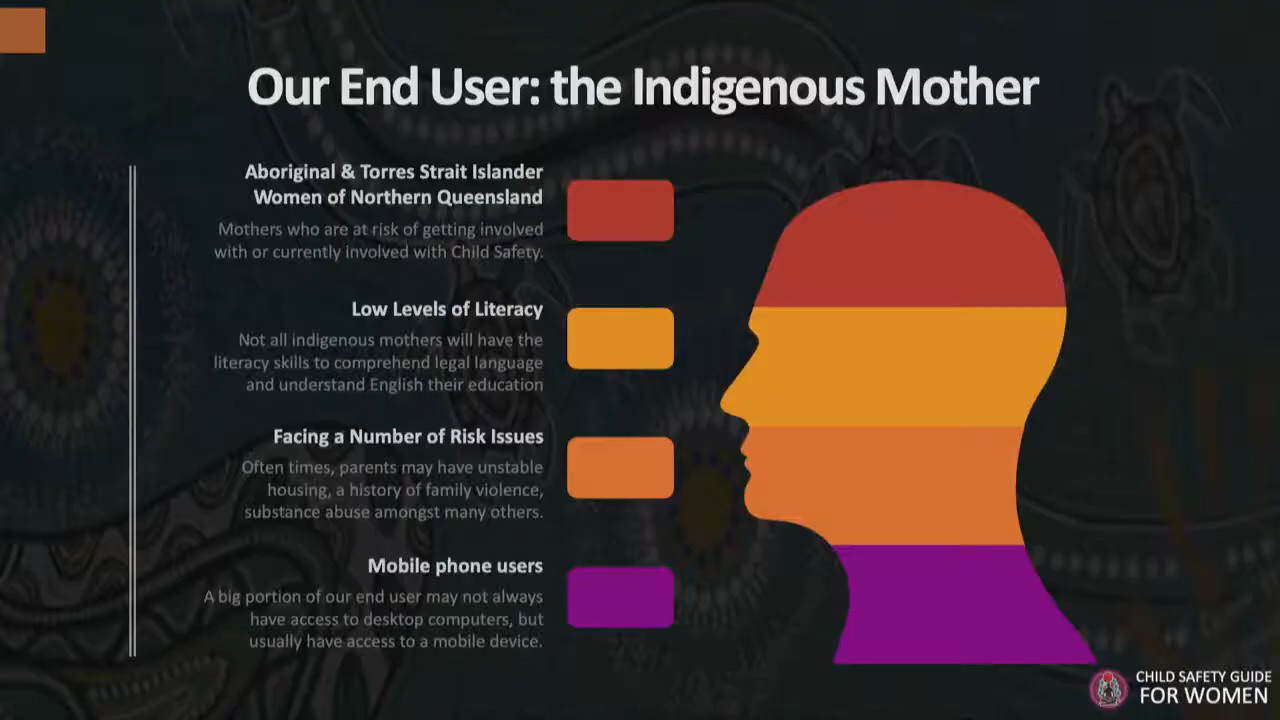 Our End User: the Indigenous Mother
Aboriginal & Torres Strait Islander
Women of Northern Queensland
Mothers who are at risk of getting involved
with or currently involved with Child Safety.
Low Levels of Literacy
Not all indigenous mothers will have the
literacy skills to comprehend legal language
and understand English their education
Facing a Number of Risk Issues
Often times, parents may have unstable
housing, a history of family violence,
substance abuse amongst many others.
Mobile phone users
A big portion of our end user may not always
have access to desktop computers, but
usually have access to a mobile device.
CHILD SAFETY GUIDE
FOR WOMEN